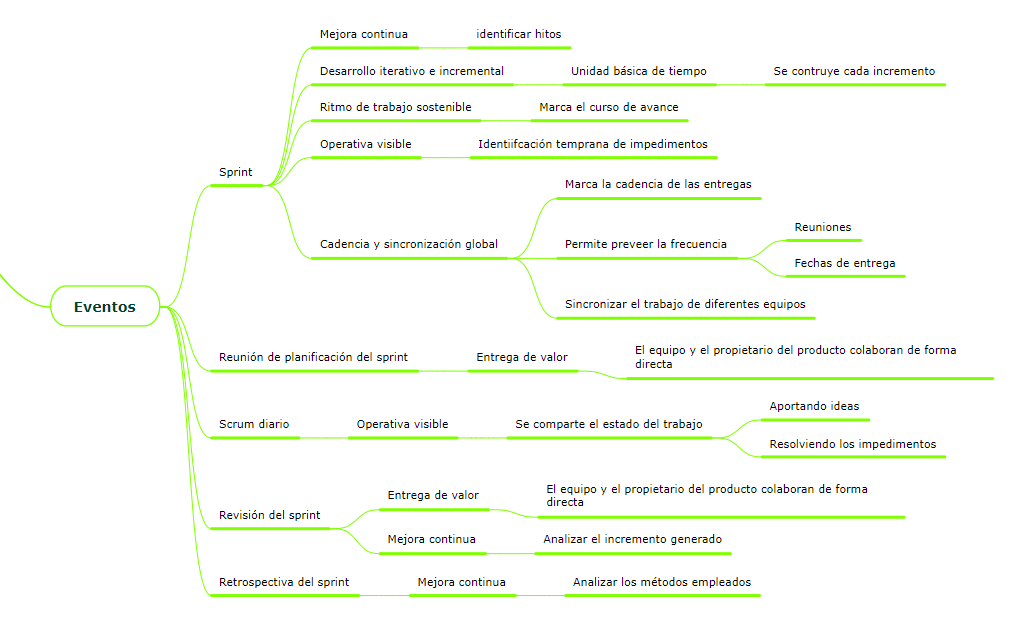 Mejora continua
identificar hitos
Desarrollo iterativo e incremental
Unidad básica de tiempo
Se contruye cada incremento
Ritmo de trabajo sostenible
Marca el curso de avance
Operativa visible
Identiifcación temprana de impedimentos
Sprint
Marca la cadencia de las entregas
Cadencia y sincronización global
Permite preveer la frecuencia
Reuniones
Fechas de entrega
Sincronizar el trabajo de diferentes equipos
Eventos
Reunión de planificación del sprint
Entrega de valor
El equipo y el propietario del producto colaboran de forma
directa
Scrum diario
Operativa visible
Se comparte el estado del trabajo
Aportando ideas
Resolviendo los impedimentos
Revisión del sprint
Entrega de valor
El equipo y el propietario del producto colaboran de forma
directa
Mejora continua
Analizar el incremento generado
Retrospectiva del sprint
Mejora continua
Analizar los métodos empleados